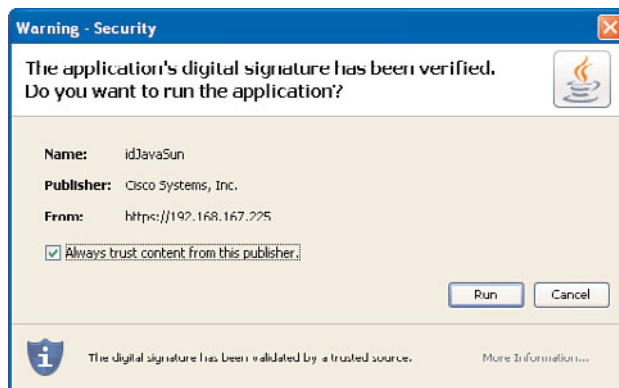 Warning - Security
The application's digital signature has been verified.
Do you want to run the application?
Name: idJavaSun
Publisher: Cisco Systems, Inc.
From: https://192.168.167.225
Always trust content from this publisher.
Run Cancel
The digital signature has been validated by a trusted source. More Information...